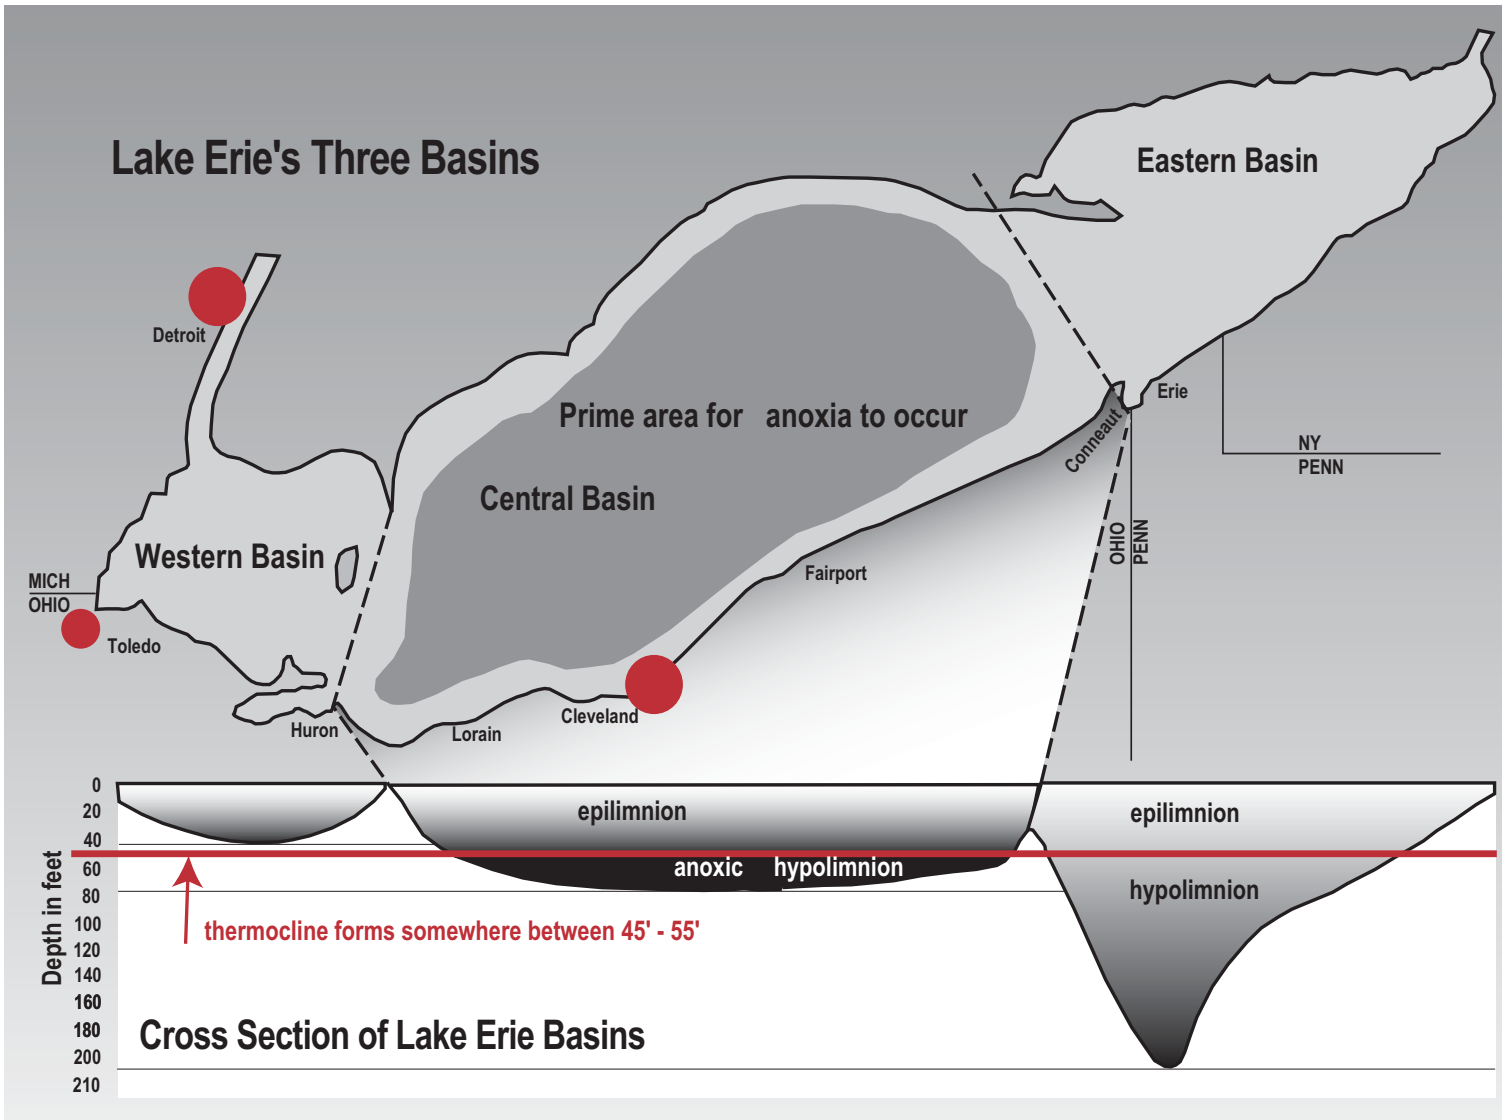 Lake Erie's Three Basins
Eastern Basin
Detroit
Prime area for anoxia to occur
Central Basin
Western Basin
Erie
Conneaut
NY
PENN
OHIO
PENN
MICH
OHIO
Toledo
Fairport
Huron
Lorain
Cleveland
0
20
40
60
80
100
120
140
160
180
200
210
Depth in feet
epilimnion
epilimnion
anoxic hypolimnion
hypolimnion
thermocline forms somewhere between 45' - 55'
Cross Section of Lake Erie Basins